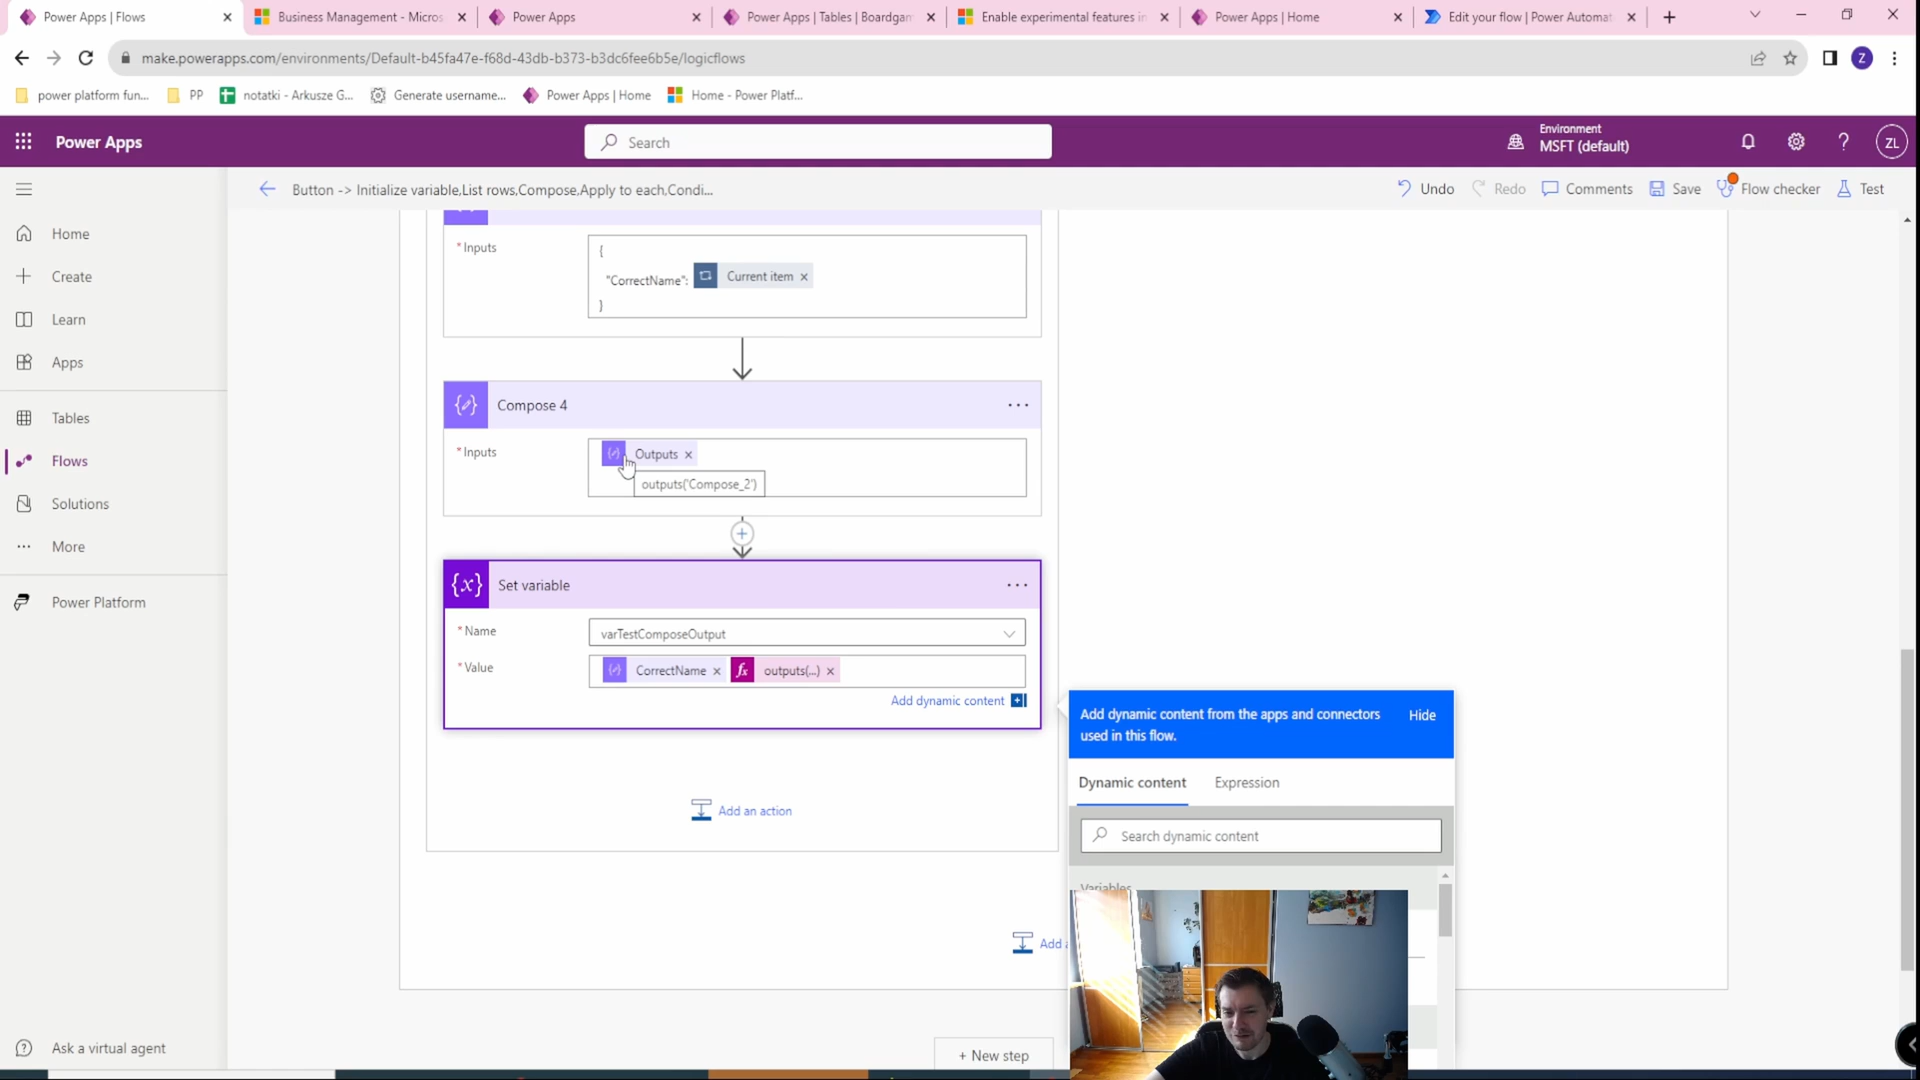 Power Apps | Flows
Business Management - Micros
Power Apps
Power Apps | Tables | Boardgam
Enable experimental features in
Power Apps | Home
Edit your flow | Power Automat
make.powerapps.com/environments/Default-b45fa47e-f68d-43db-b373-b3dc6fee6b5e/logicflows
Z
power platform fun...
PP
notatki - Arkusze G...
Generate username...
Power Apps | Home
Home - Power Platf...
Power Apps
Search
Environment
MSFT (default)
ZL
Button -> Initialize variable,List rows,Compose,Apply to each,Condi...
Undo
Redo
Comments
Save
Flow checker
Test
Home
Create
Learn
Apps
Tables
Flows
Solutions
More
Power Platform
Ask a virtual agent
* Inputs
{
"CorrectName": Current item ×
}
Compose 4
* Inputs
Outputs ×
outputs('Compose_2')
{x} Set variable
* Name
varTestComposeOutput
* Value
CorrectName × fx outputs(...) ×
Add dynamic content
Add an action
Add a
+ New step
Add dynamic content from the apps and connectors
used in this flow.
Hide
Dynamic content
Expression
Search dynamic content
Variables